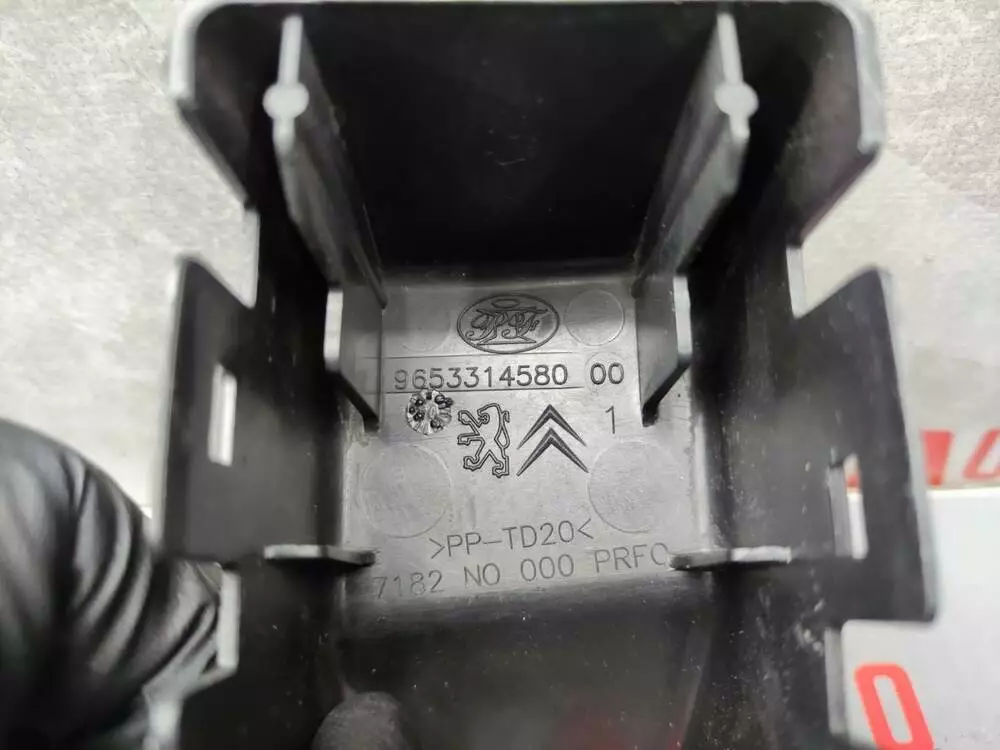 9653314580 00
1
>PP-TD20<
7182 NO 000 PRFO